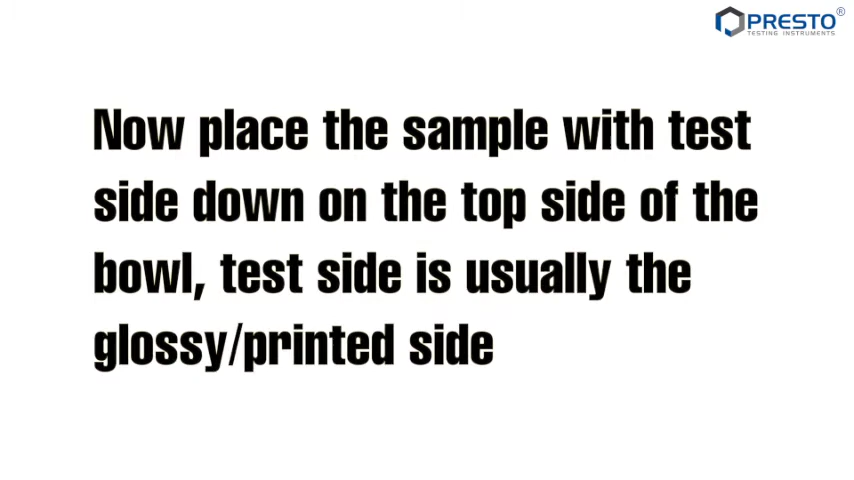 PRESTO®
TESTING INSTRUMENTS
Now place the sample with test
side down on the top side of the
bowl, test side is usually the
glossy/printed side